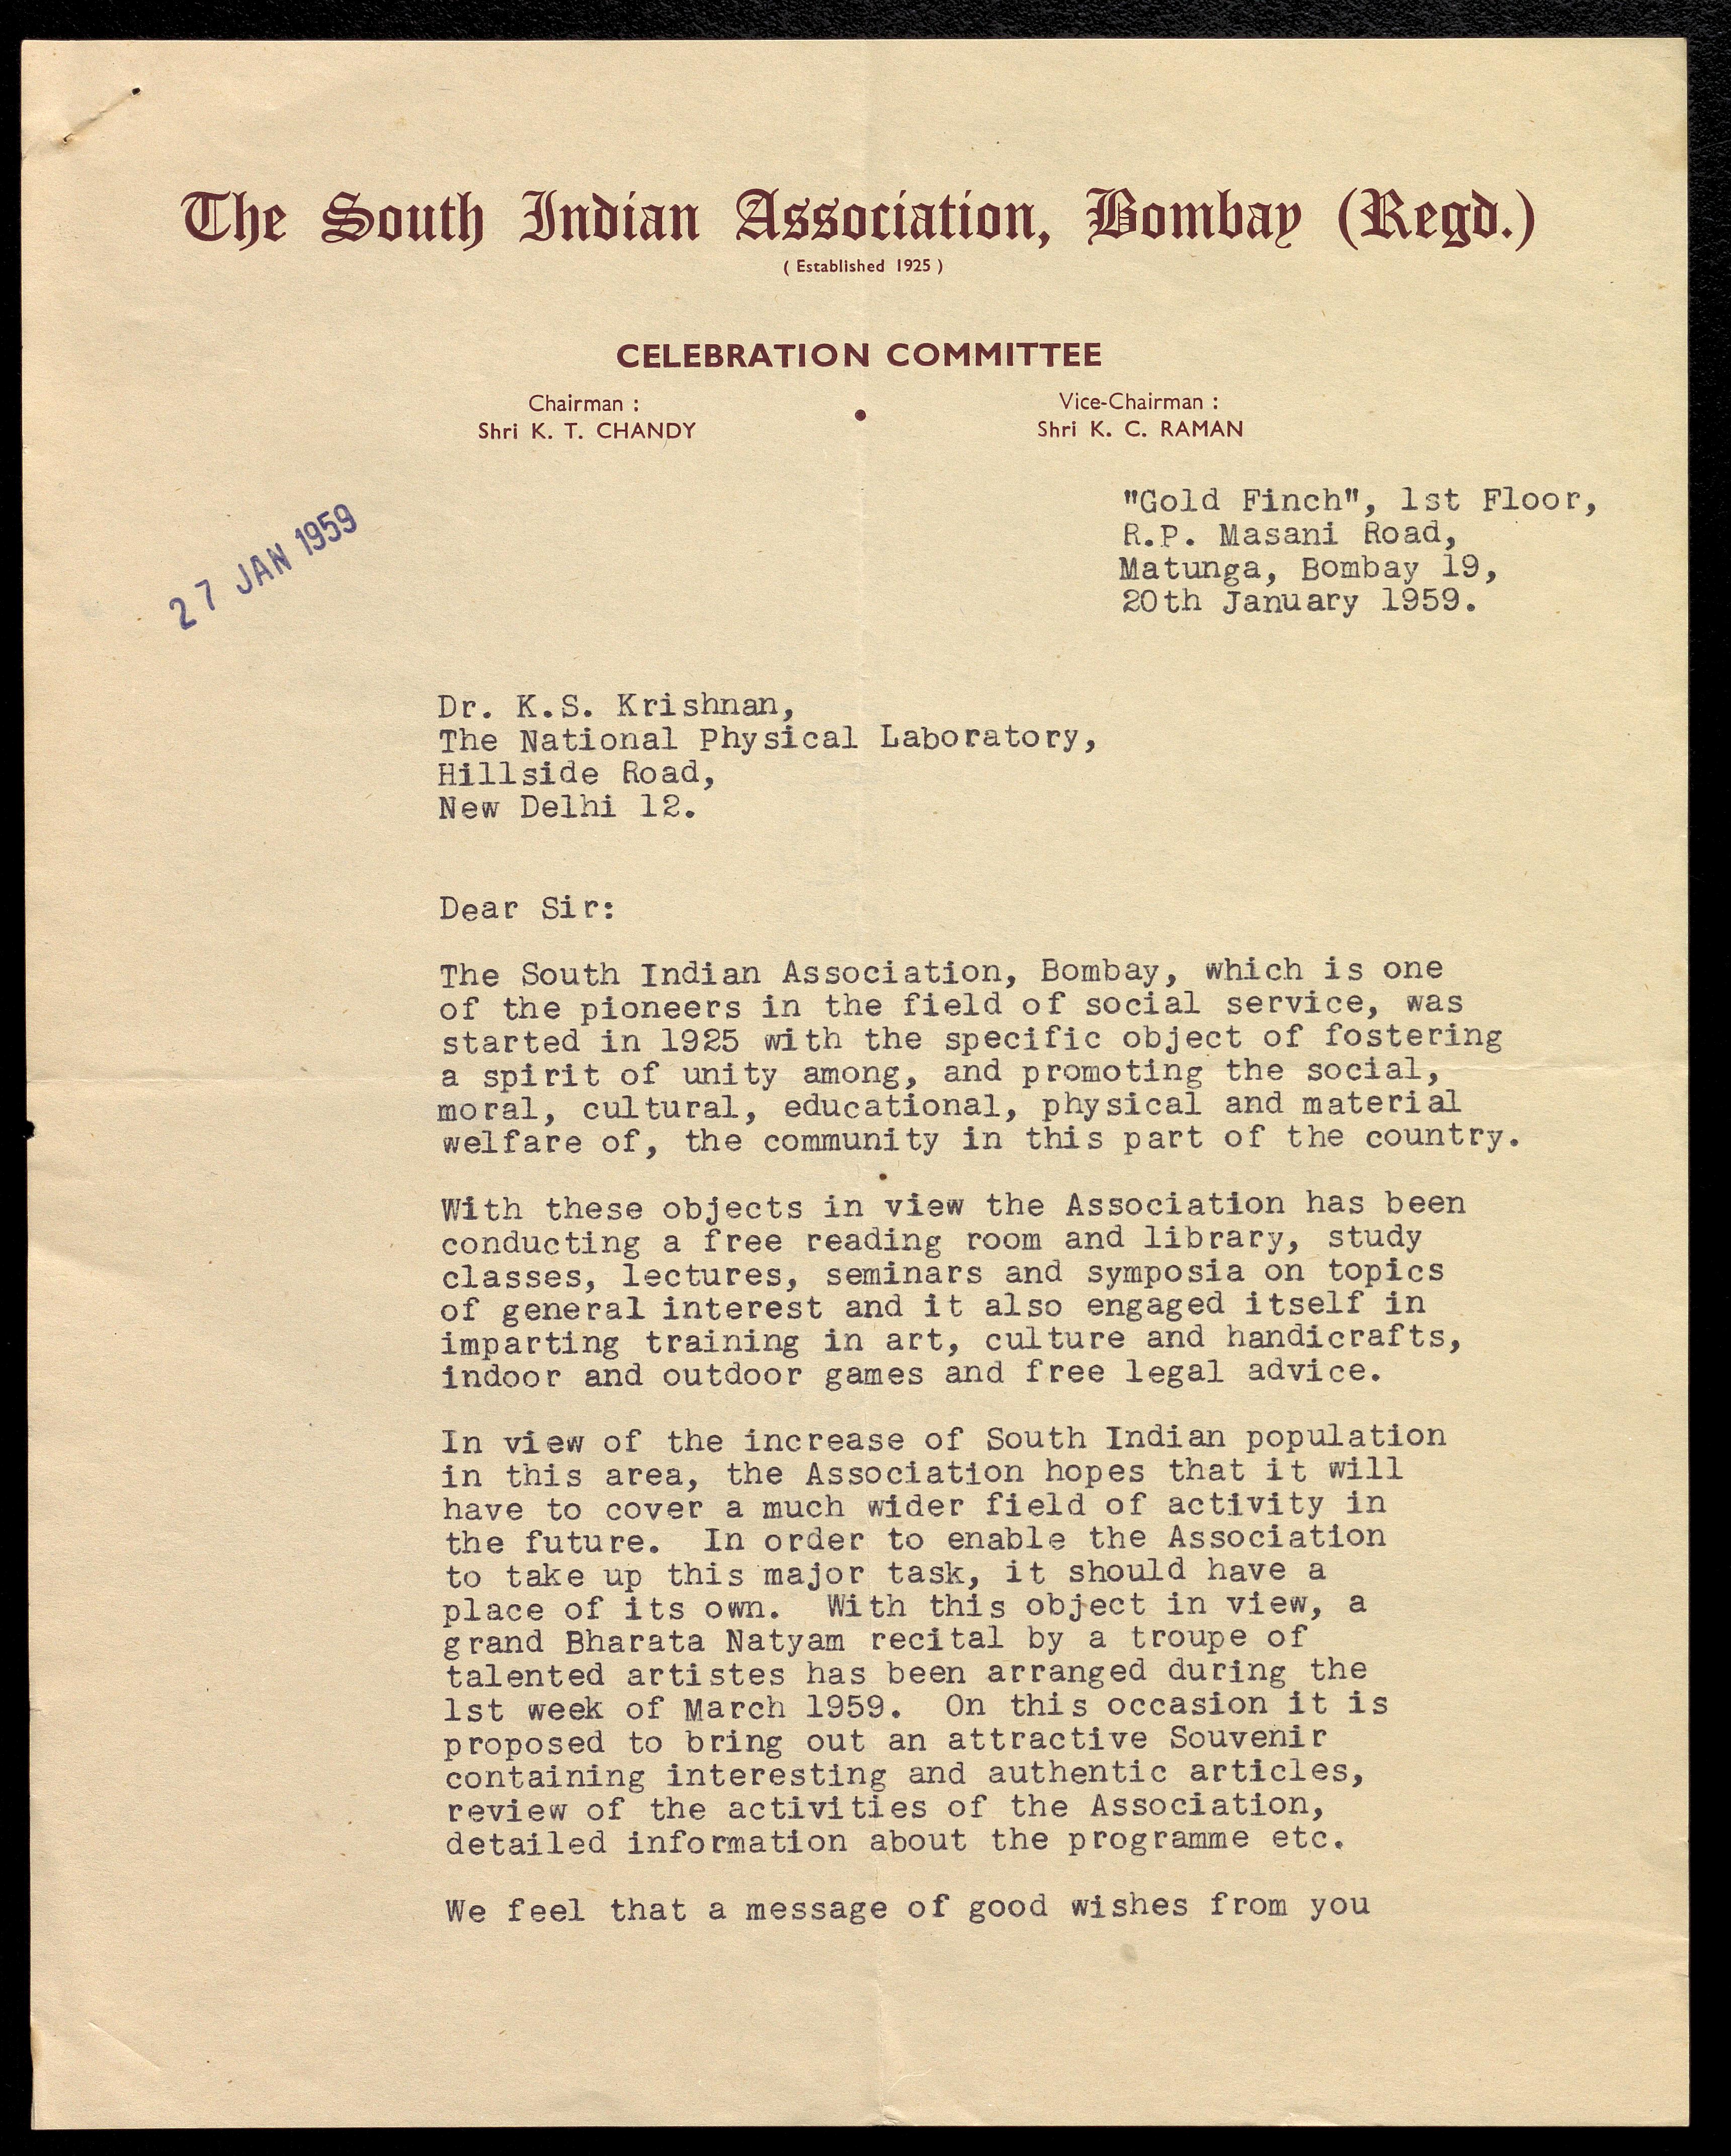 The South Indian Association, Bombay (Regd.)
( Established 1925 )
CELEBRATION COMMITTEE
Chairman :
Shri K. T. CHANDY
•
Vice-Chairman :
Shri K. C. RAMAN
27 JAN 1959
"Gold Finch", 1st Floor,
R.P. Masani Road,
Matunga, Bombay 19,
20th January 1959.
Dr. K.S. Krishnan,
The National Physical Laboratory,
Hillside Road,
New Delhi 12.
Dear Sir:
The South Indian Association, Bombay, which is one
of the pioneers in the field of social service, was
started in 1925 with the specific object of fostering
a spirit of unity among, and promoting the social,
moral, cultural, educational, physical and material
welfare of, the community in this part of the country.
With these objects in view the Association has been
conducting a free reading room and library, study
classes, lectures, seminars and symposia on topics
of general interest and it also engaged itself in
imparting training in art, culture and handicrafts,
indoor and outdoor games and free legal advice.
In view of the increase of South Indian population
in this area, the Association hopes that it will
have to cover a much wider field of activity in
the future. In order to enable the Association
to take up this major task, it should have a
place of its own. With this object in view, a
grand Bharata Natyam recital by a troupe of
talented artistes has been arranged during the
1st week of March 1959. On this occasion it is
proposed to bring out an attractive Souvenir
containing interesting and authentic articles,
review of the activities of the Association,
detailed information about the programme etc.
We feel that a message of good wishes from you